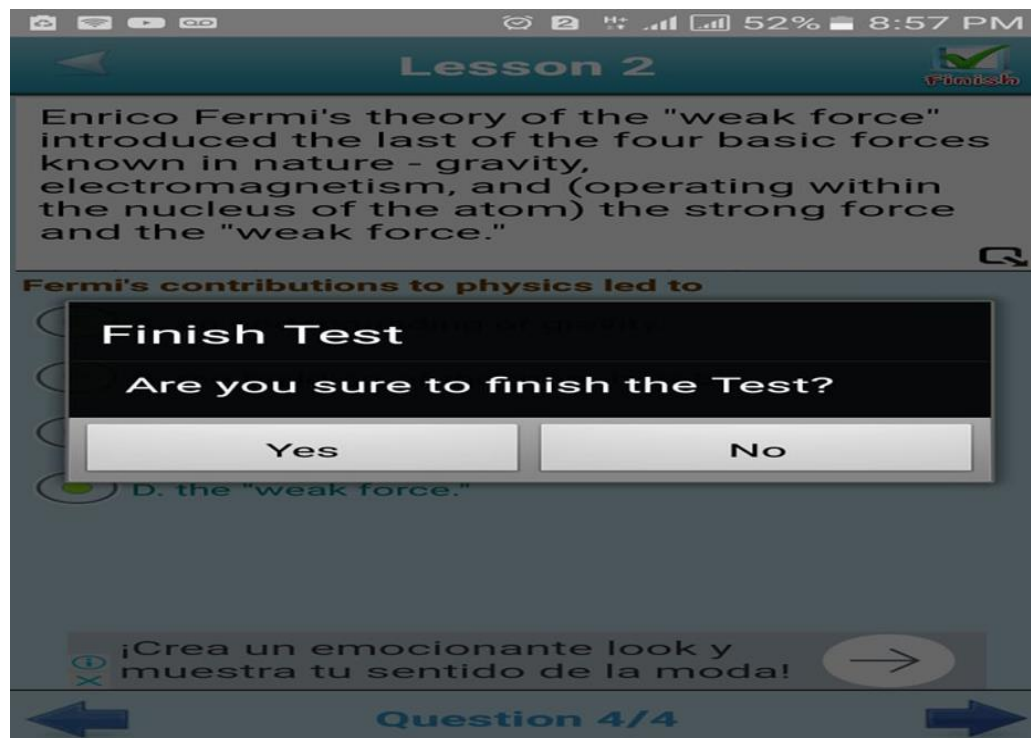 52% 8:57 PM
Lesson 2
Finish
Enrico Fermi's theory of the "weak force"
introduced the last of the four basic forces
known in nature - gravity,
electromagnetism, and (operating within
the nucleus of the atom) the strong force
and the "weak force."
Fermi's contributions to physics led to
Finish Test
Are you sure to finish the Test?
Yes No
D. the "weak force."
¡Crea un emocionante look y
muestra tu sentido de la moda!
Question 4/4